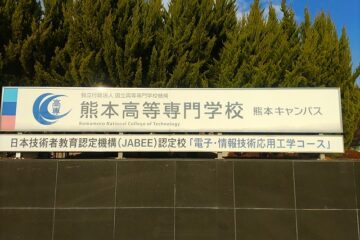 独立行政法人 国立高等専門学校機構
高専
熊本高等専門学校 熊本キャンパス
Kumamoto National College of Technology
日本技術者教育認定機構(JABEE)認定校「電子・情報技術応用工学コース」